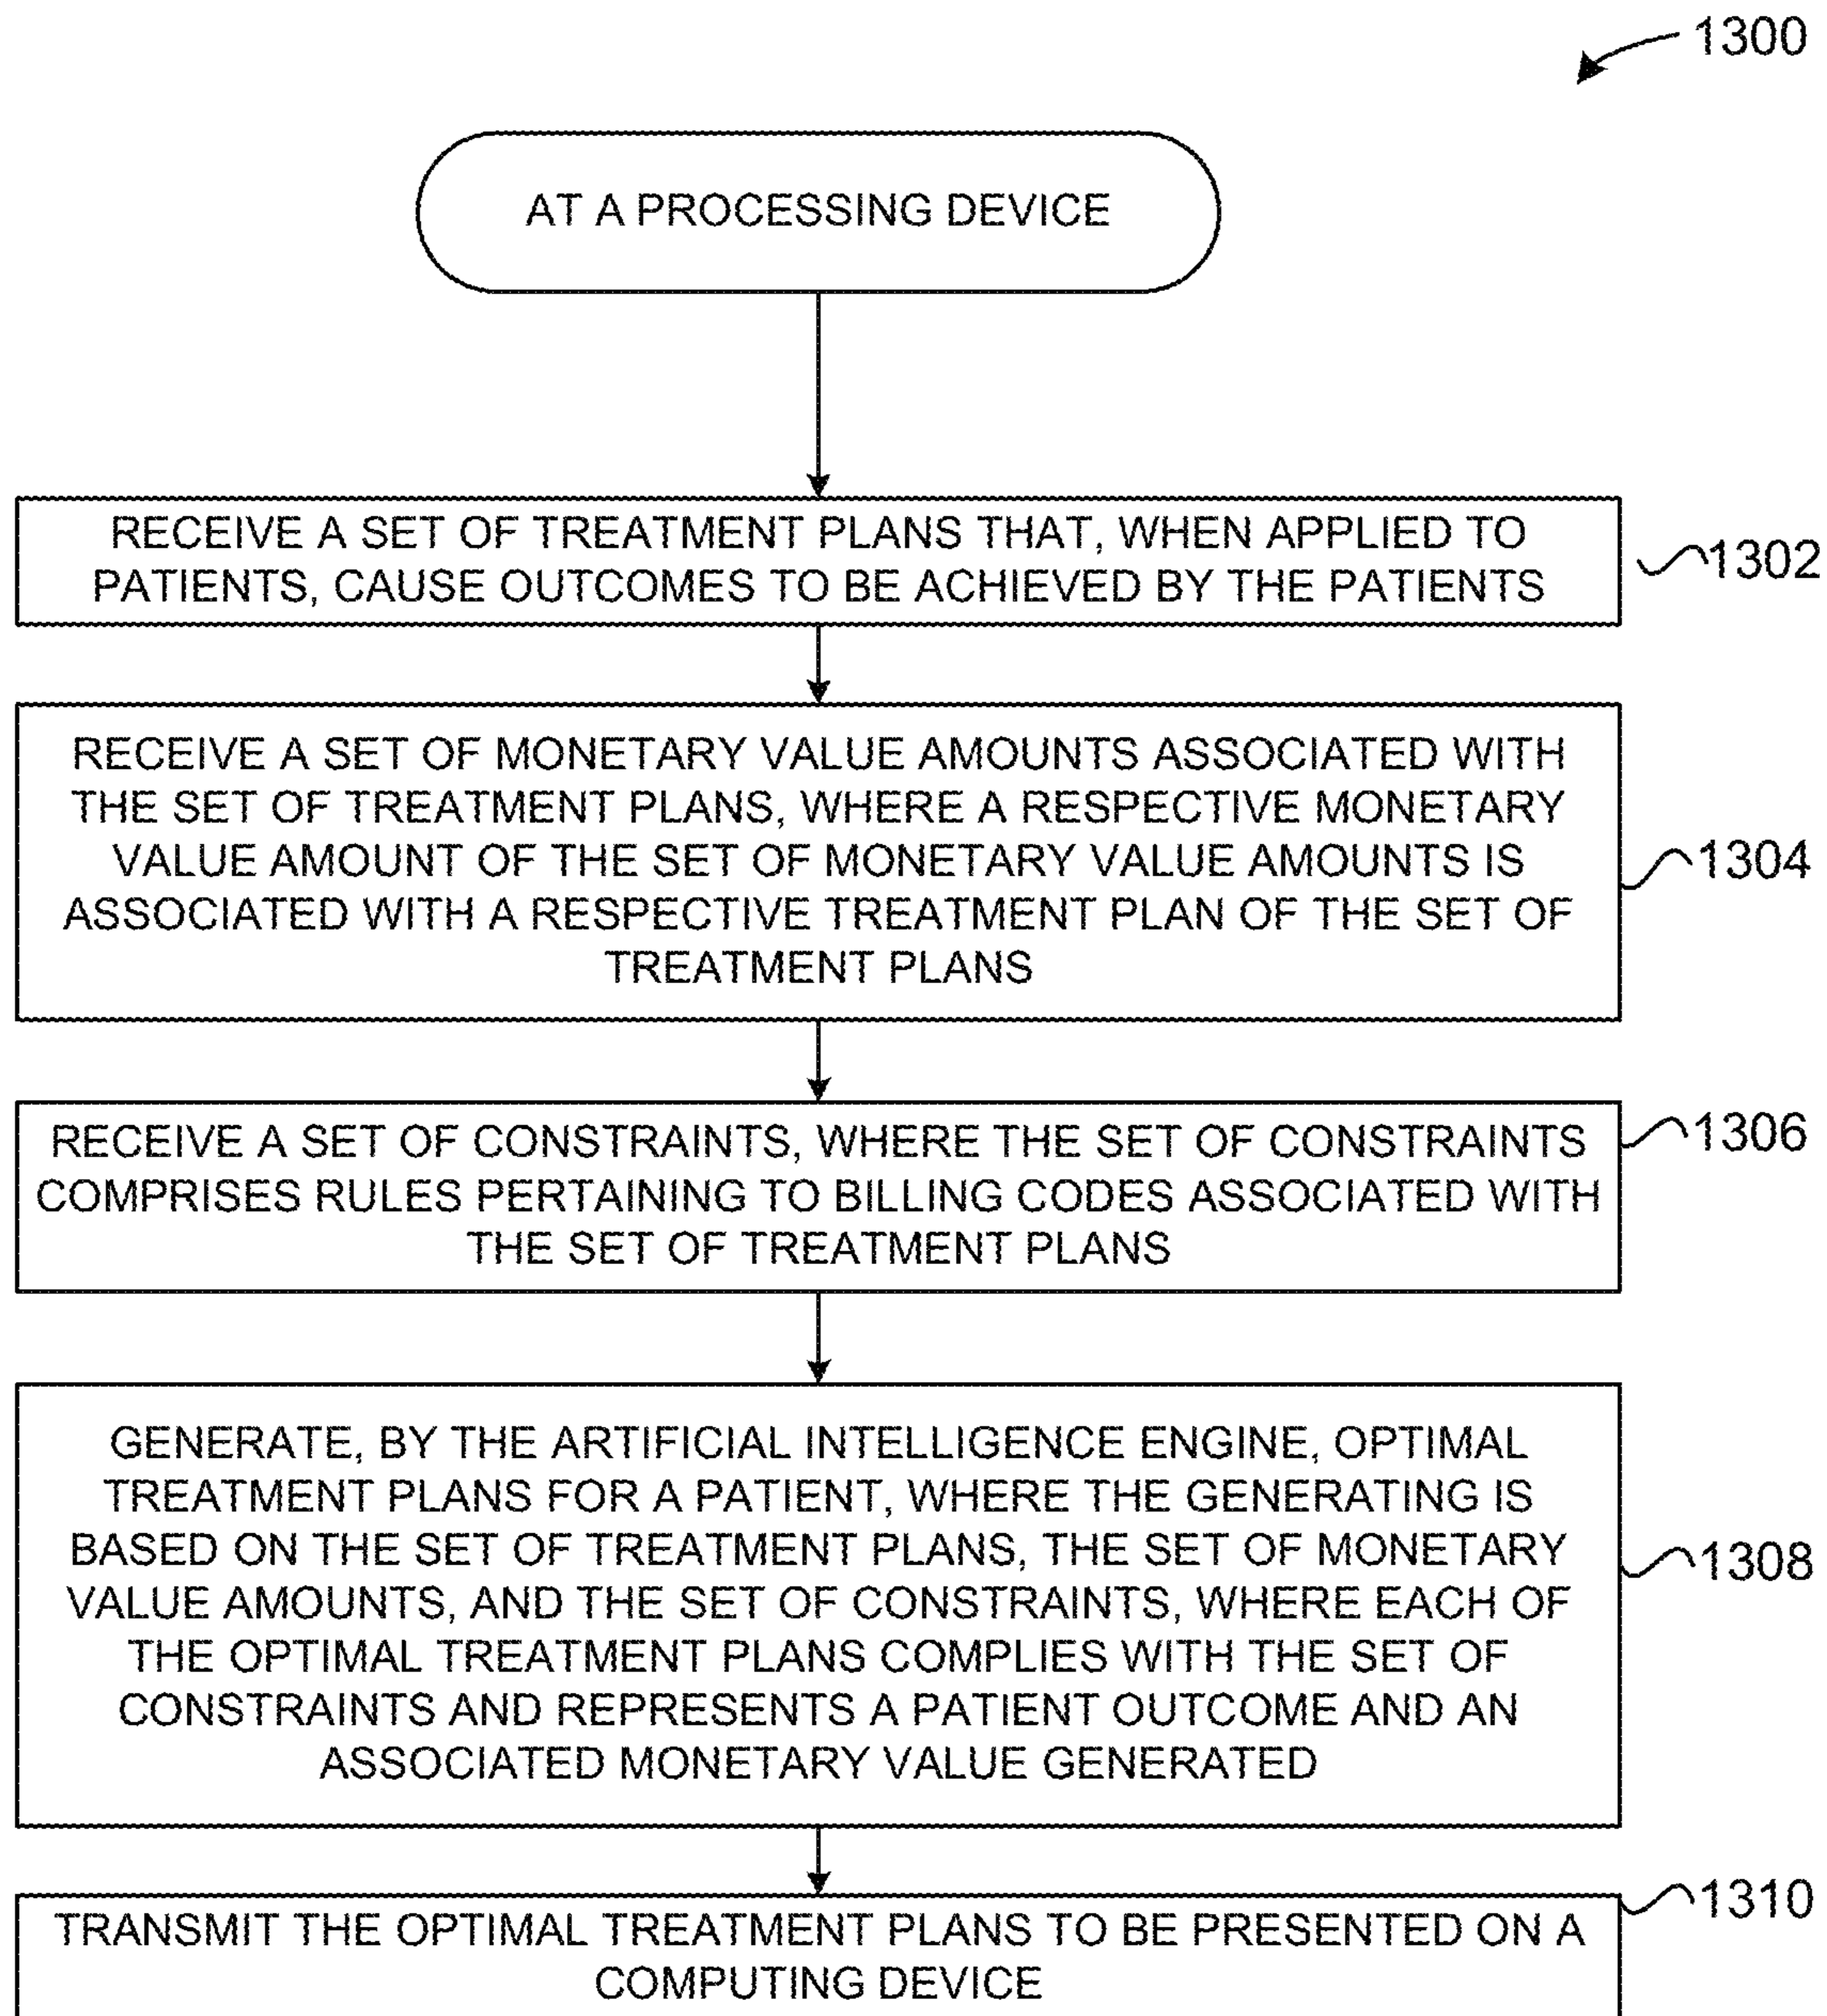 1300
AT A PROCESSING DEVICE
RECEIVE A SET OF TREATMENT PLANS THAT, WHEN APPLIED TO
PATIENTS, CAUSE OUTCOMES TO BE ACHIEVED BY THE PATIENTS
1302
RECEIVE A SET OF MONETARY VALUE AMOUNTS ASSOCIATED WITH
THE SET OF TREATMENT PLANS, WHERE A RESPECTIVE MONETARY
VALUE AMOUNT OF THE SET OF MONETARY VALUE AMOUNTS IS
ASSOCIATED WITH A RESPECTIVE TREATMENT PLAN OF THE SET OF
TREATMENT PLANS
1304
RECEIVE A SET OF CONSTRAINTS, WHERE THE SET OF CONSTRAINTS
COMPRISES RULES PERTAINING TO BILLING CODES ASSOCIATED WITH
THE SET OF TREATMENT PLANS
1306
GENERATE, BY THE ARTIFICIAL INTELLIGENCE ENGINE, OPTIMAL
TREATMENT PLANS FOR A PATIENT, WHERE THE GENERATING IS
BASED ON THE SET OF TREATMENT PLANS, THE SET OF MONETARY
VALUE AMOUNTS, AND THE SET OF CONSTRAINTS, WHERE EACH OF
THE OPTIMAL TREATMENT PLANS COMPLIES WITH THE SET OF
CONSTRAINTS AND REPRESENTS A PATIENT OUTCOME AND AN
ASSOCIATED MONETARY VALUE GENERATED
1308
TRANSMIT THE OPTIMAL TREATMENT PLANS TO BE PRESENTED ON A
COMPUTING DEVICE
1310